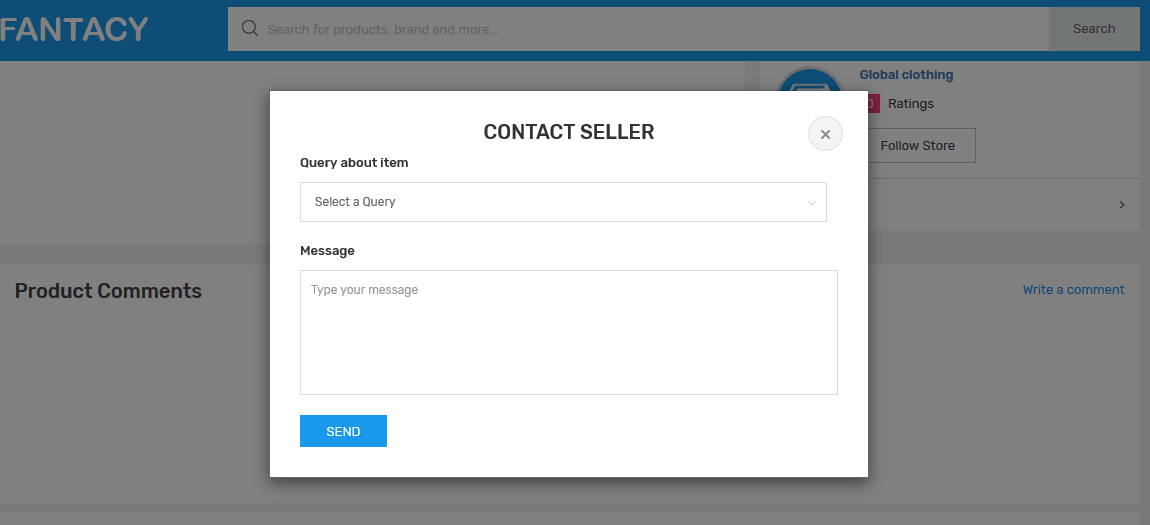 FANTACY
Search for products, brand and more...
Search
Global clothing
Ratings
Follow Store
CONTACT SELLER
×
Query about item
Select a Query
Message
Type your message
SEND
Product Comments
Write a comment